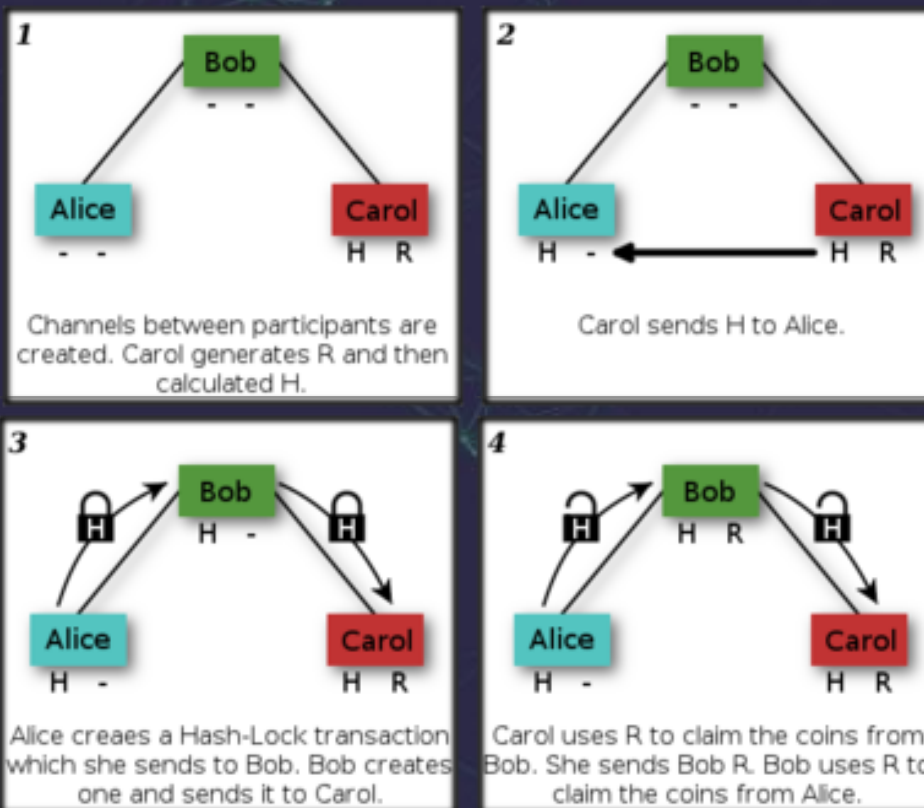 1
Bob
- -
Alice
Carol
- -
H R
Channels between participants are
created. Carol generates R and then
calculated H.
2
Bob
- -
Alice
Carol
H -
H R
Carol sends H to Alice.
3
Bob
H
H
H -
Alice
Carol
H -
H R
Alice creaes a Hash-Lock transaction
which she sends to Bob. Bob creates
one and sends it to Carol.
4
Bob
H
H
H R
Alice
Carol
H -
H R
Carol uses R to claim the coins from
Bob. She sends Bob R. Bob uses R to
claim the coins from Alice.